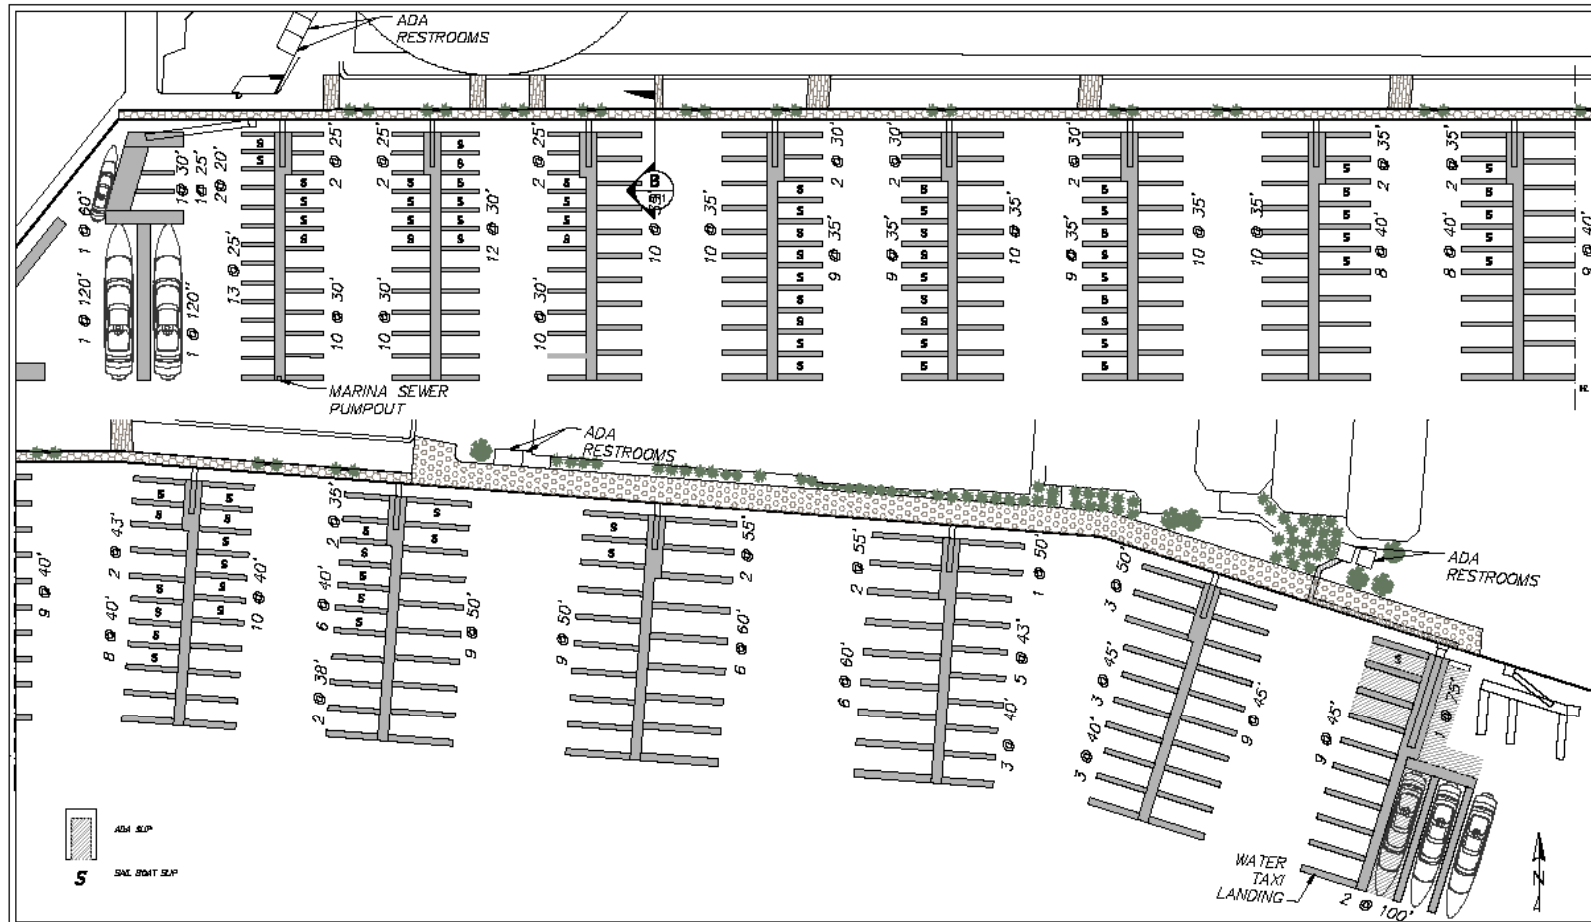 ADA
RESTROOMS
2 @ 25'
2 @ 25'
2 @ 25'
2 @ 30'
2 @ 30'
2 @ 30'
2 @ 35'
2 @ 35'
1@ 30'
1@ 25'
2@ 20'
1 @ 60'
1 @ 120'
1 @ 120"
13 @ 25'
10 @ 30'
10 @ 30'
12 @ 30'
10 @ 30'
B
10 @ 35'
10 @ 35'
9 @ 35'
9 @ 35'
10 @ 35'
9 @ 35'
10 @ 35'
10 @ 35'
8 @ 40'
8 @ 40'
9 @ 40'
MARINA SEWER
PUMPOUT
ADA
RESTROOMS
9 @ 40'
2 @ 43'
8 @ 40'
10 @ 40'
2 @ 35'
6 @ 40'
2 @ 38'
9 @ 50'
9 @ 50'
2 @ 55'
6 @ 60'
2 @ 55'
6 @ 60'
1 @ 50'
5 @ 43'
3 @ 40'
3 @ 50'
3 @ 45'
3 @ 40'
9 @ 45'
9 @ 45'
1 @ 75'
ADA
RESTROOMS
WATER
TAXI
LANDING
2 @ 100'
N
ADA SLIP
S SAIL BOAT SLIP